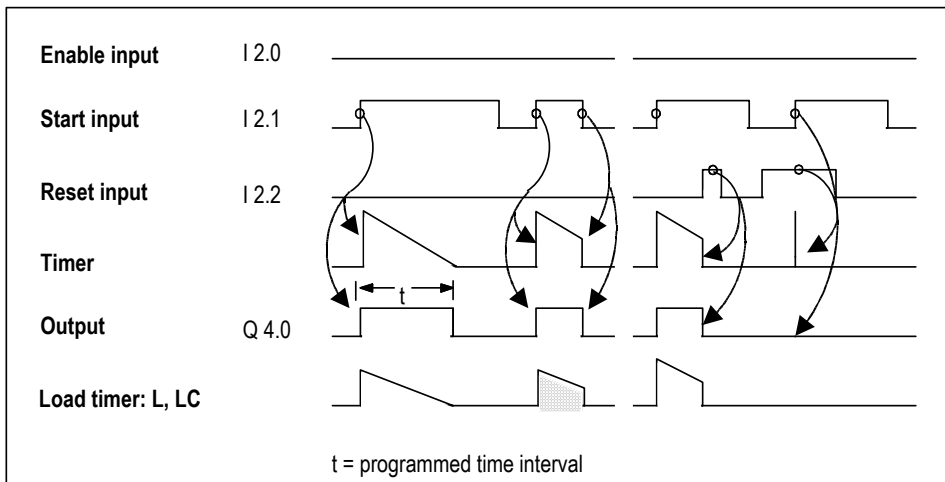 Enable input I 2.0
Start input I 2.1
Reset input I 2.2
Timer
t
Output Q 4.0
Load timer: L, LC
t = programmed time interval